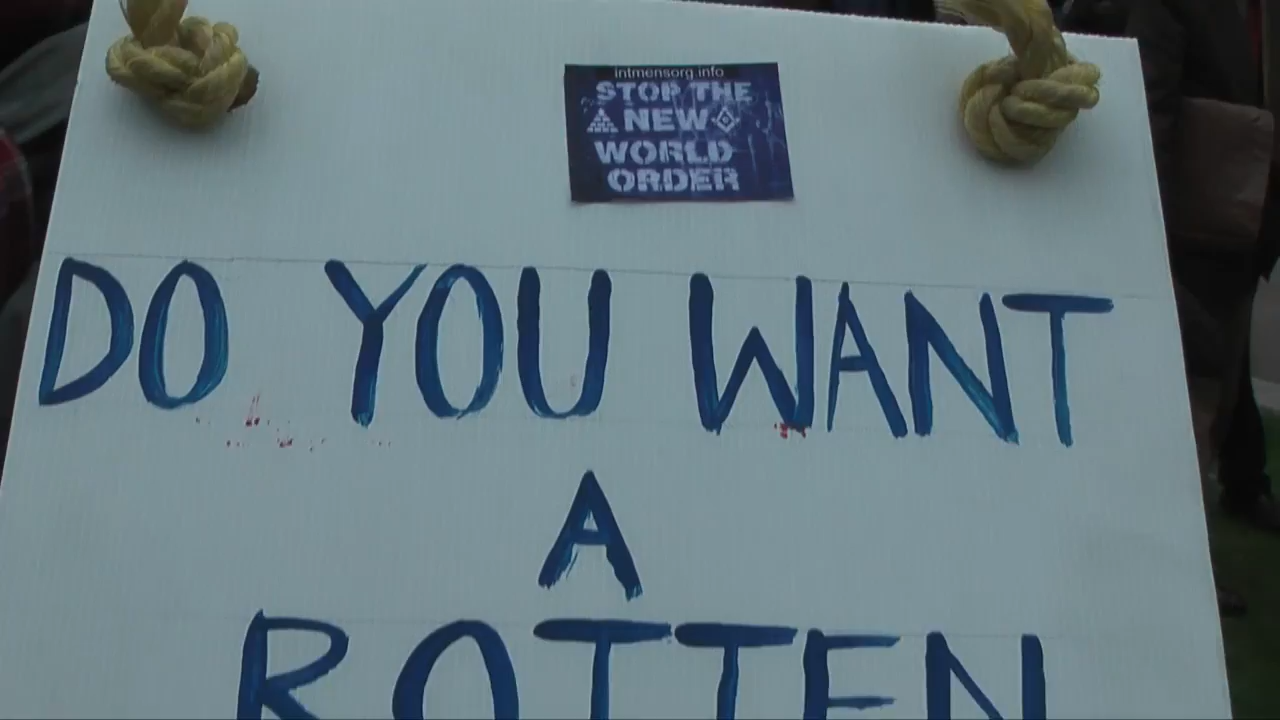 intmensorg.info
STOP THE
NEW
WORLD
ORDER
DO YOU WANT
A
ROTTEN